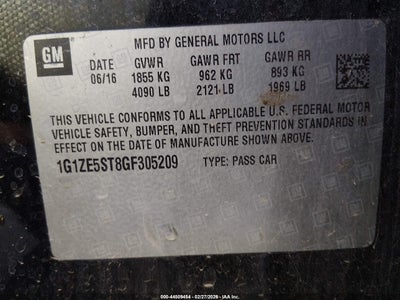 GM
MFD BY GENERAL MOTORS LLC
DATE GVWR GAWR FRT GAWR RR
06/16 1855 KG 962 KG 893 KG
4090 LB 2121 LB 1969 LB
THIS VEHICLE CONFORMS TO ALL APPLICABLE U.S. FEDERAL MOTOR
VEHICLE SAFETY, BUMPER, AND THEFT PREVENTION STANDARDS IN
EFFECT ON THE DATE OF MANUFACTURE SHOWN ABOVE.
1G1ZE5ST8GF305209 TYPE: PASS CAR
000-44509464 - 02/27/2026 - IAA Inc.